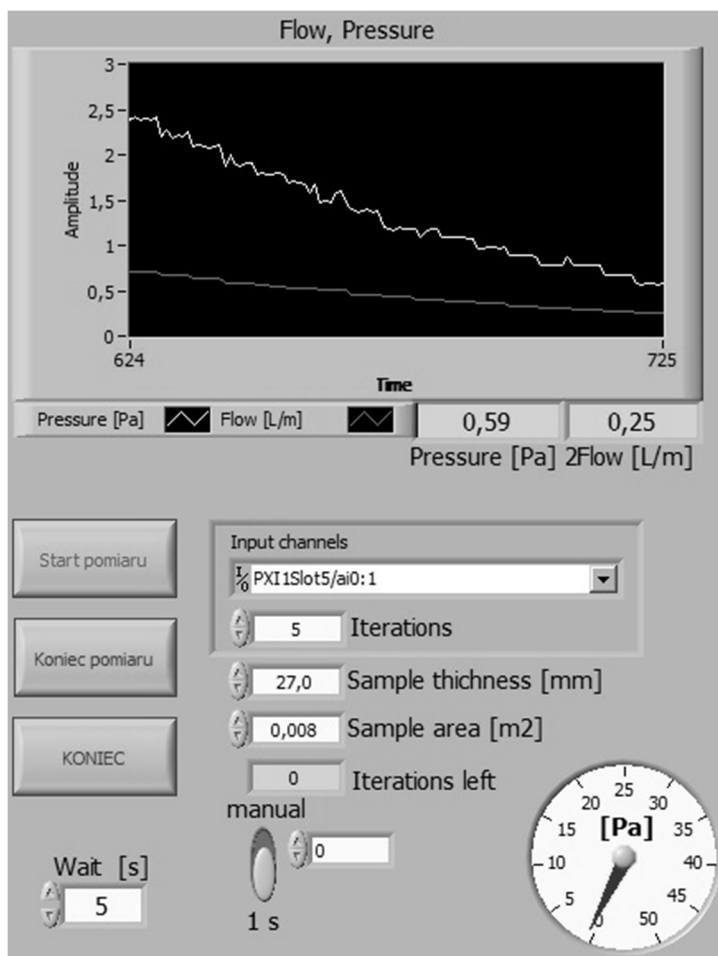 Flow, Pressure
3
2,5
2
1,5
1
0,5
0
Amplitude
624
725
Time
Pressure [Pa] Flow [L/m] 0,59 0,25
Pressure [Pa] 2Flow [L/m]
Start pomiaru
Koniec pomiaru
KONIEC
Input channels
I/O PXI1Slot5/ai0:1
5 Iterations
27,0 Sample thichness [mm]
0,008 Sample area [m2]
0 Iterations left
manual
0
1 s
Wait [s]
5
[Pa]
0
5
10
15
20
25
30
35
40
45
50